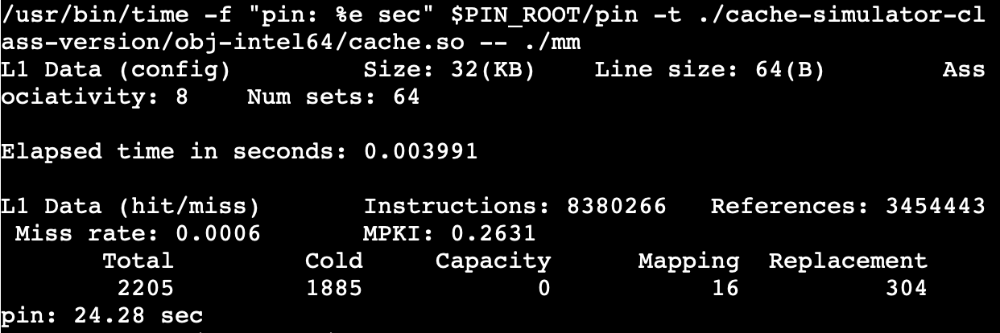 /usr/bin/time -f "pin: %e sec" $PIN_ROOT/pin -t ./cache-simulator-cl
ass-version/obj-intel64/cache.so -- ./mm
L1 Data (config)         Size: 32(KB)    Line size: 64(B)        Ass
ociativity: 8    Num sets: 64
Elapsed time in seconds: 0.003991
L1 Data (hit/miss)       Instructions: 8380266   References: 3454443
 Miss rate: 0.0006       MPKI: 0.2631
       Total         Cold     Capacity      Mapping  Replacement
        2205         1885            0           16          304
pin: 24.28 sec